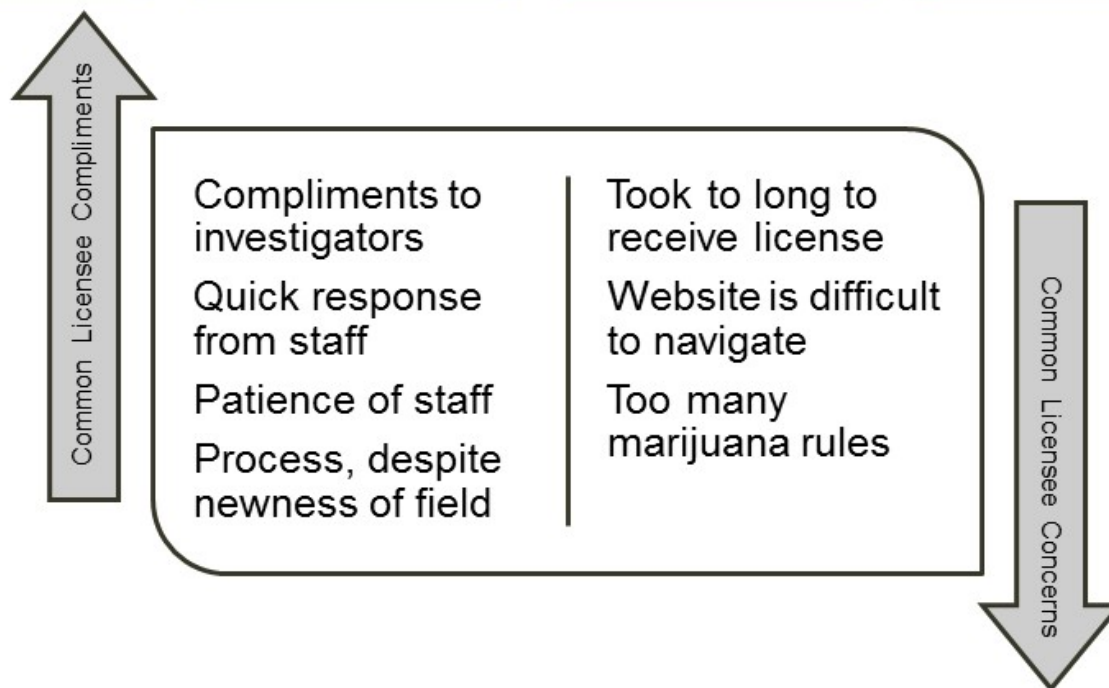 Common Licensee Compliments
Compliments to
investigators
Quick response
from staff
Patience of staff
Process, despite
newness of field
Took to long to
receive license
Website is difficult
to navigate
Too many
marijuana rules
Common Licensee Concerns